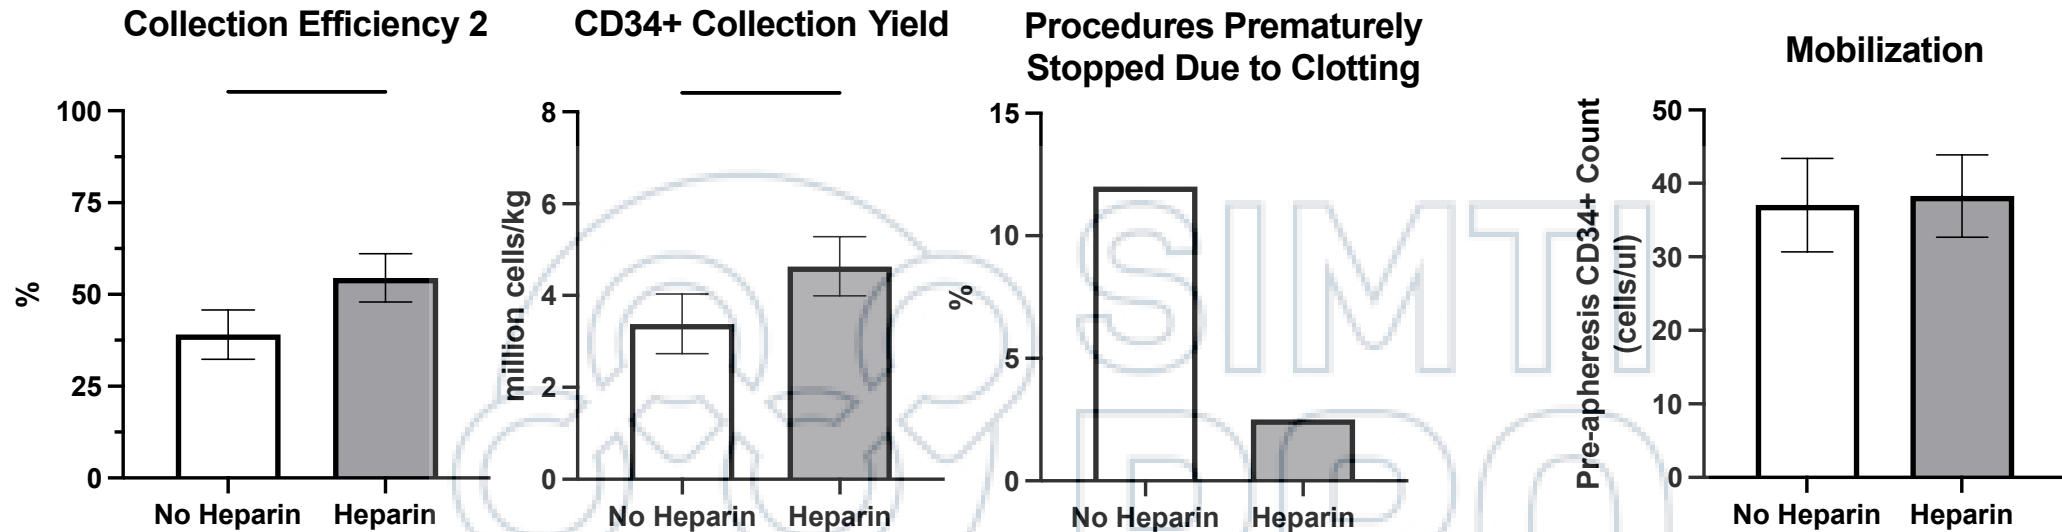 Collection Efficiency 2
%
100
75
50
25
0
No Heparin Heparin
CD34+ Collection Yield
million cells/kg
8
6
4
2
0
No Heparin Heparin
Procedures Prematurely
Stopped Due to Clotting
%
15
10
5
0
No Heparin Heparin
Mobilization
Pre-apheresis CD34+ Count
(cells/ul)
50
40
30
20
10
0
No Heparin Heparin
SIMTI